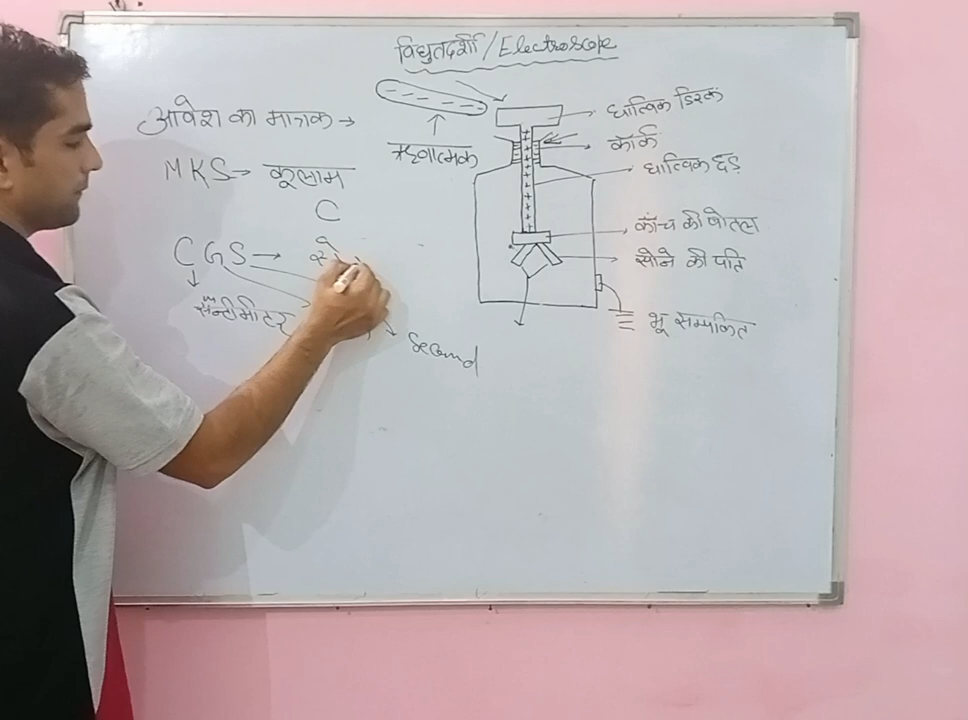 विद्युतदर्शी/Electroscope
आवेश का मात्रक →
MKS → कूलाम
C
CGS →
सेन्टीमीटर
Second
ऋणात्मक
धात्विक डिस्क
कॉर्क
धात्विक छड़
काँच की बोतल
सोने की पति
भू सम्पर्कित